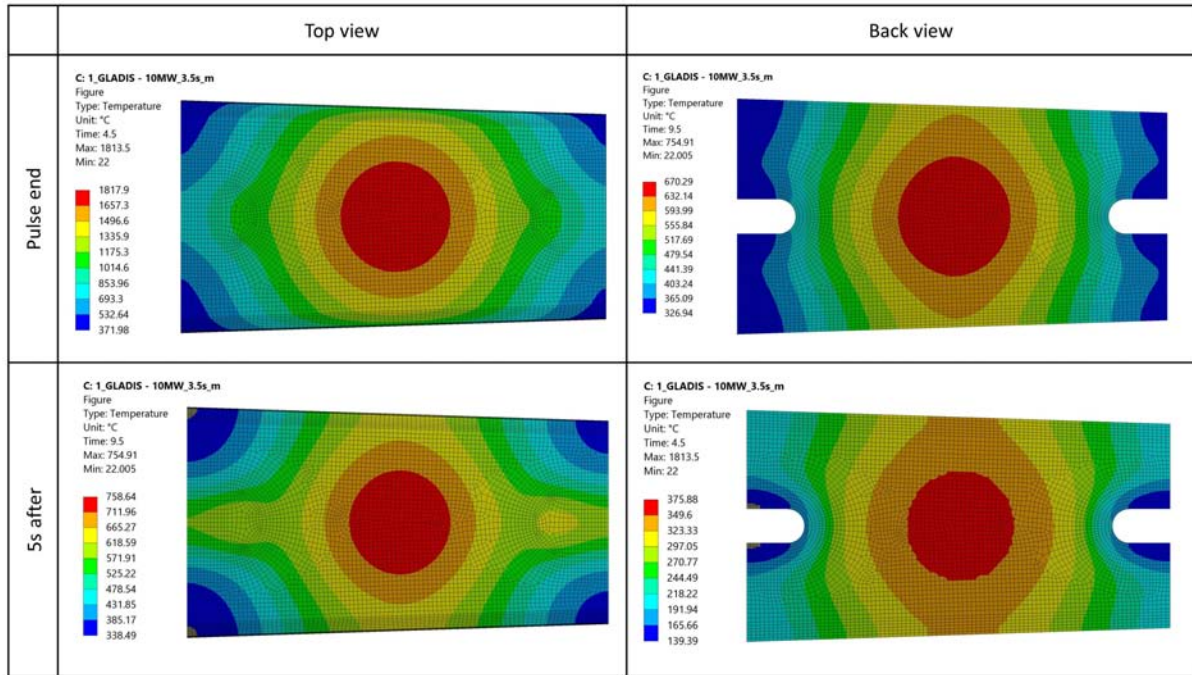 Top view
Back view
Pulse end
C: 1_GLADIS - 10MW_3.5s_m
Figure
Type: Temperature
Unit: °C
Time: 4.5
Max: 1813.5
Min: 22
1817.9
1657.3
1496.6
1335.9
1175.3
1014.6
853.96
693.3
532.64
371.98
C: 1_GLADIS - 10MW_3.5s_m
Figure
Type: Temperature
Unit: °C
Time: 9.5
Max: 754.91
Min: 22.005
670.29
632.14
593.99
555.84
517.69
479.54
441.39
403.24
365.09
326.94
5s after
C: 1_GLADIS - 10MW_3.5s_m
Figure
Type: Temperature
Unit: °C
Time: 9.5
Max: 754.91
Min: 22.005
758.64
711.96
665.27
618.59
571.91
525.22
478.54
431.85
385.17
338.49
C: 1_GLADIS - 10MW_3.5s_m
Figure
Type: Temperature
Unit: °C
Time: 4.5
Max: 1813.5
Min: 22
375.88
349.6
323.33
297.05
270.77
244.49
218.22
191.94
165.66
139.39